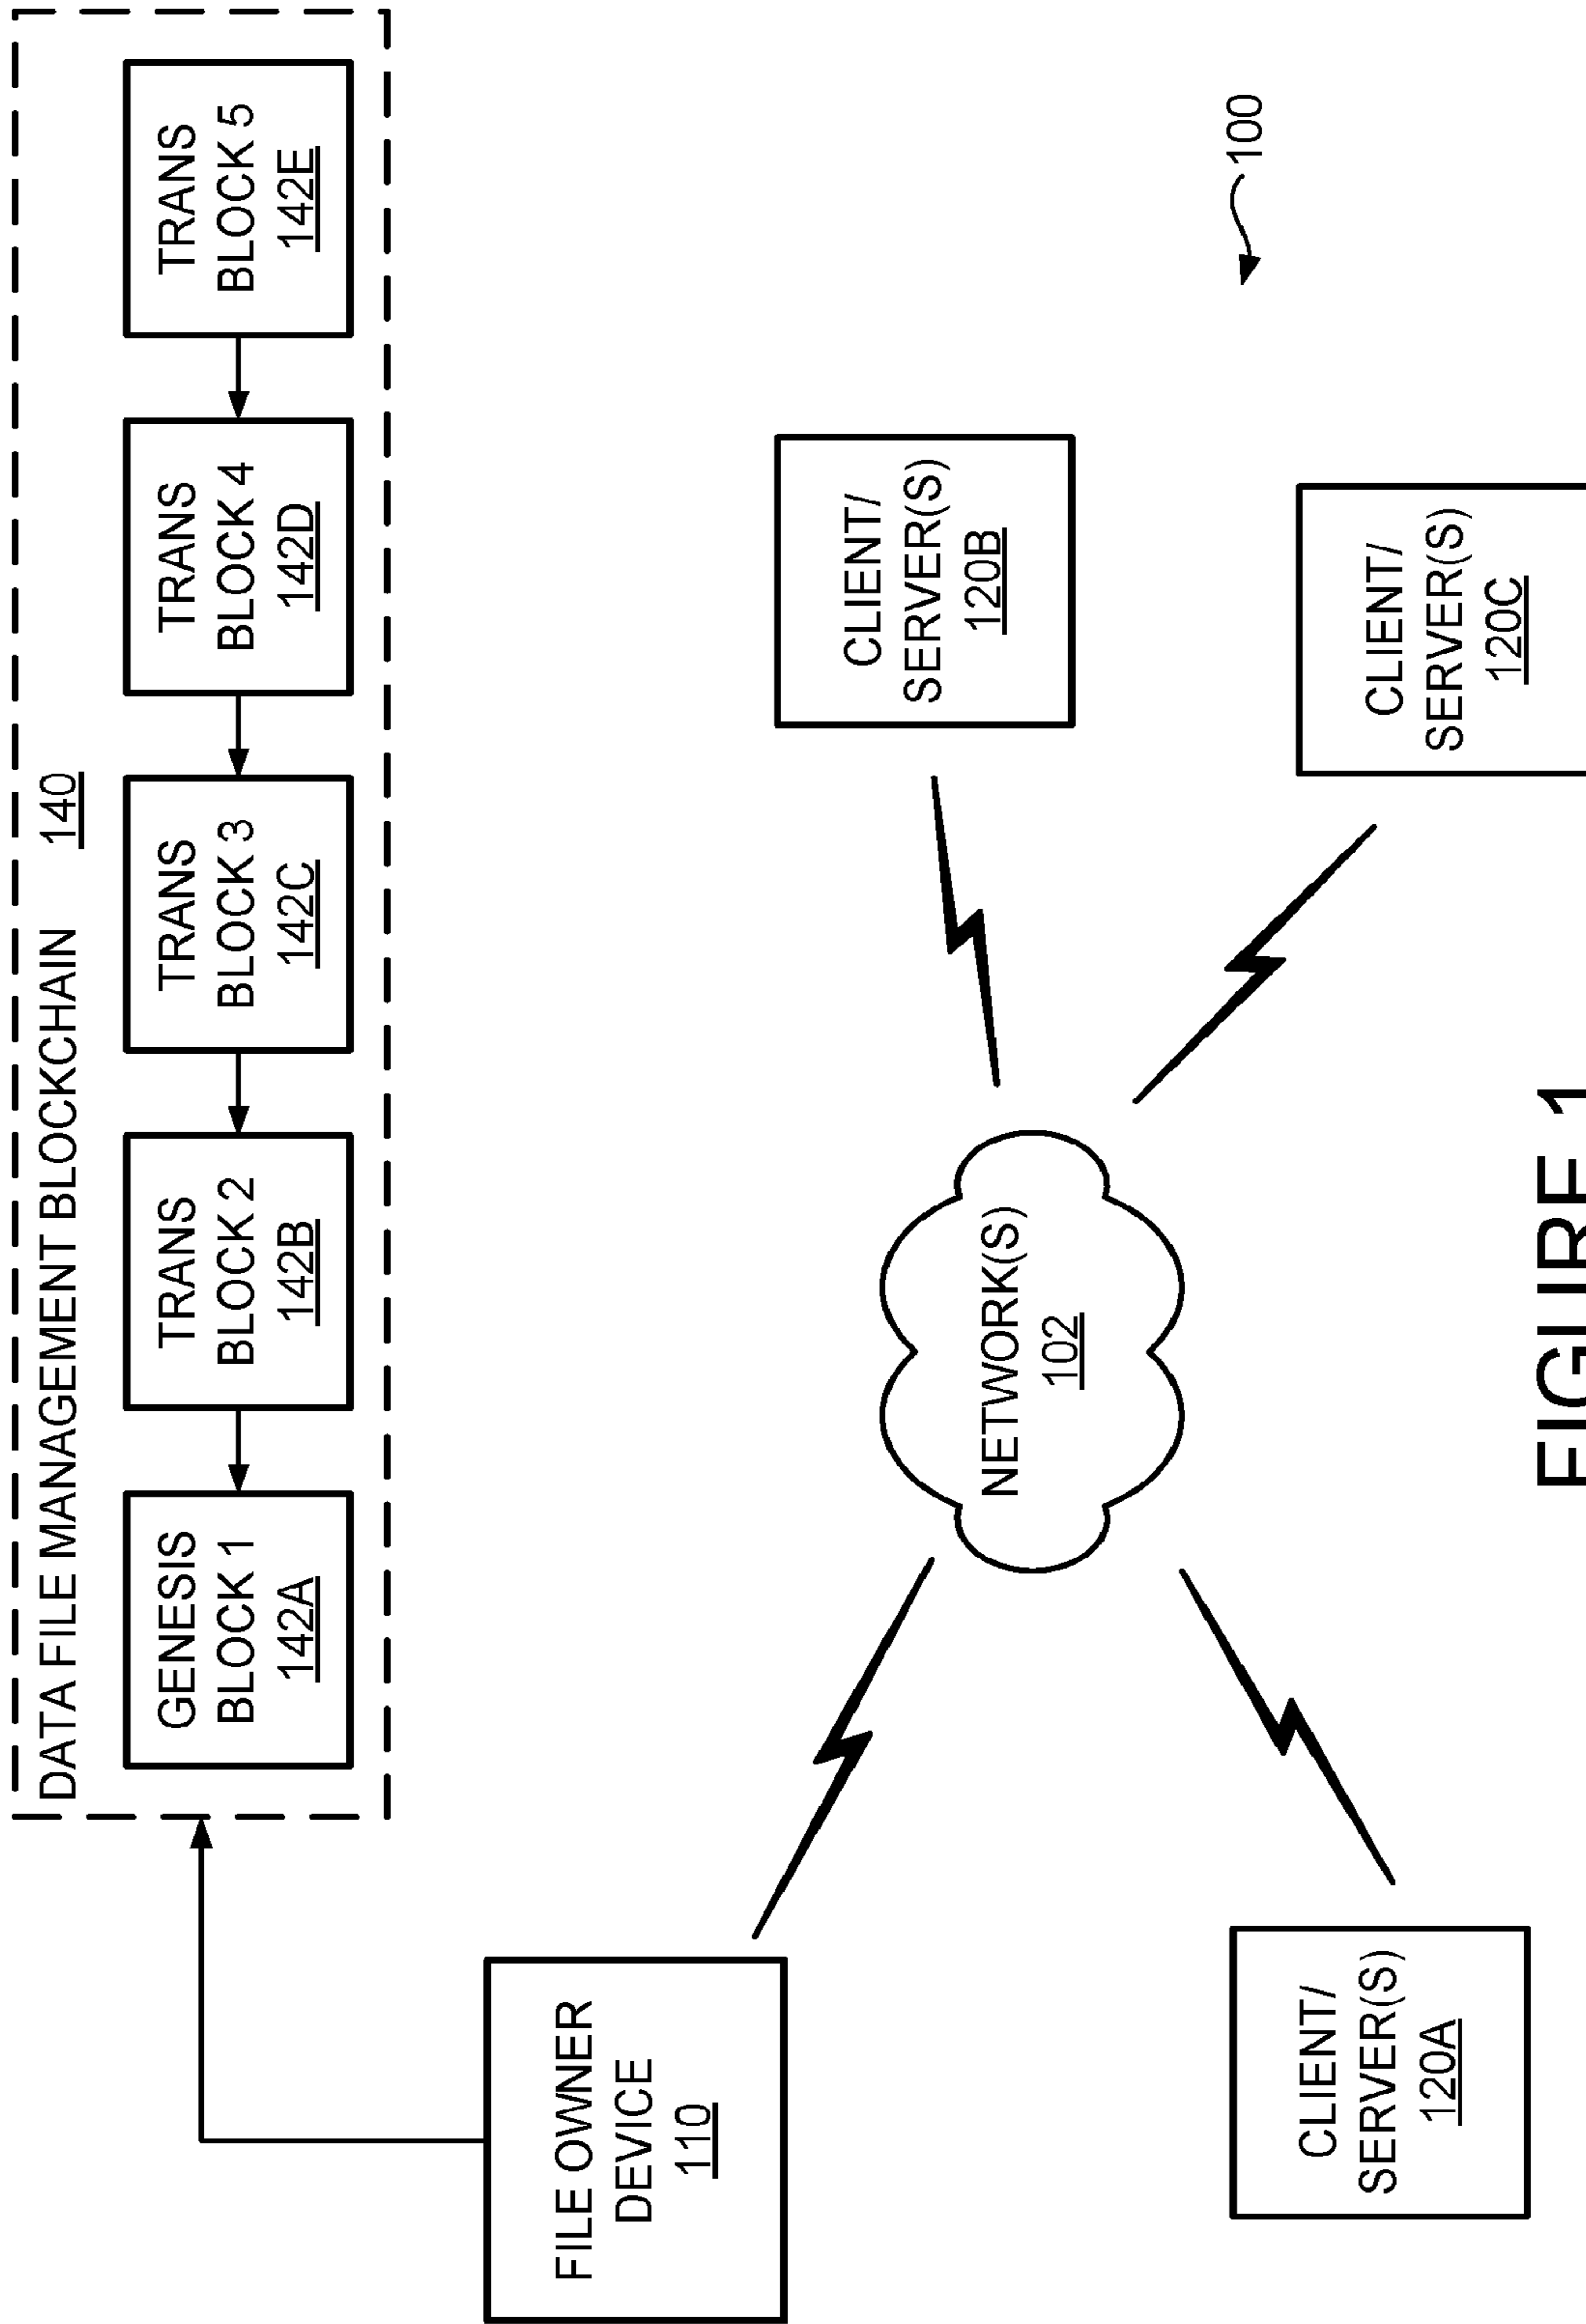 DATA FILE MANAGEMENT BLOCKCHAIN 140
GENESIS
BLOCK 1
142A
TRANS
BLOCK 2
142B
TRANS
BLOCK 3
142C
TRANS
BLOCK 4
142D
TRANS
BLOCK 5
142E
FILE OWNER
DEVICE
110
CLIENT/
SERVER(S)
120B
NETWORK(S)
102
100
CLIENT/
SERVER(S)
120A
CLIENT/
SERVER(S)
120C
FIGURE 1